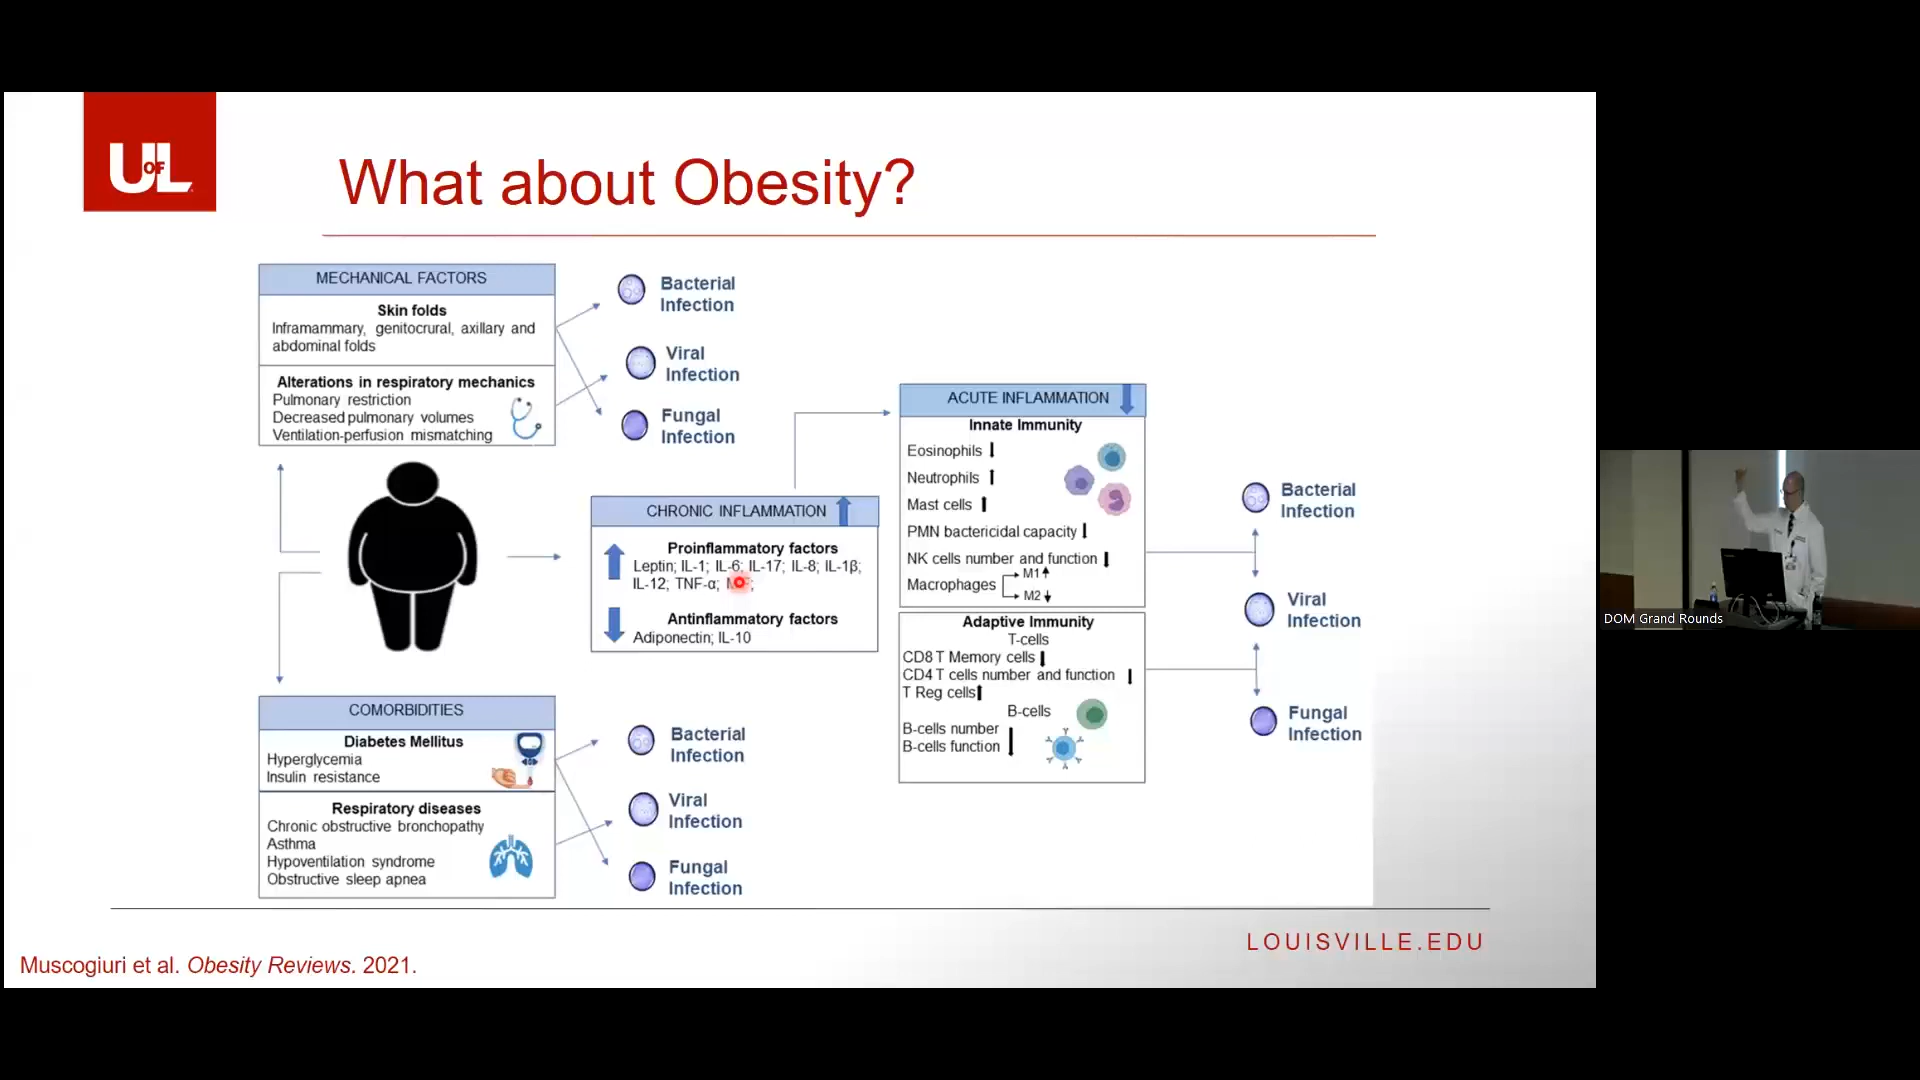 UofL
What about Obesity?
MECHANICAL FACTORS
Skin folds
Inframammary, genitocrural, axillary and
abdominal folds
Alterations in respiratory mechanics
Pulmonary restriction
Decreased pulmonary volumes
Ventilation-perfusion mismatching
Bacterial
Infection
Viral
Infection
Fungal
Infection
CHRONIC INFLAMMATION
Proinflammatory factors
Leptin; IL-1; IL-6; IL-17; IL-8; IL-1β;
IL-12; TNF-α;
Antinflammatory factors
Adiponectin; IL-10
ACUTE INFLAMMATION
Innate Immunity
Eosinophils
Neutrophils
Mast cells
PMN bactericidal capacity
NK cells number and function
Macrophages
M1
M2
Adaptive Immunity
T-cells
CD8 T Memory cells
CD4 T cells number and function
T Reg cells
B-cells
B-cells number
B-cells function
Bacterial
Infection
Viral
Infection
Fungal
Infection
COMORBIDITIES
Diabetes Mellitus
Hyperglycemia
Insulin resistance
Respiratory diseases
Chronic obstructive bronchopathy
Asthma
Hypoventilation syndrome
Obstructive sleep apnea
Bacterial
Infection
Viral
Infection
Fungal
Infection
LOUISVILLE.EDU
Muscogiuri et al. Obesity Reviews. 2021.
DOM Grand Rounds